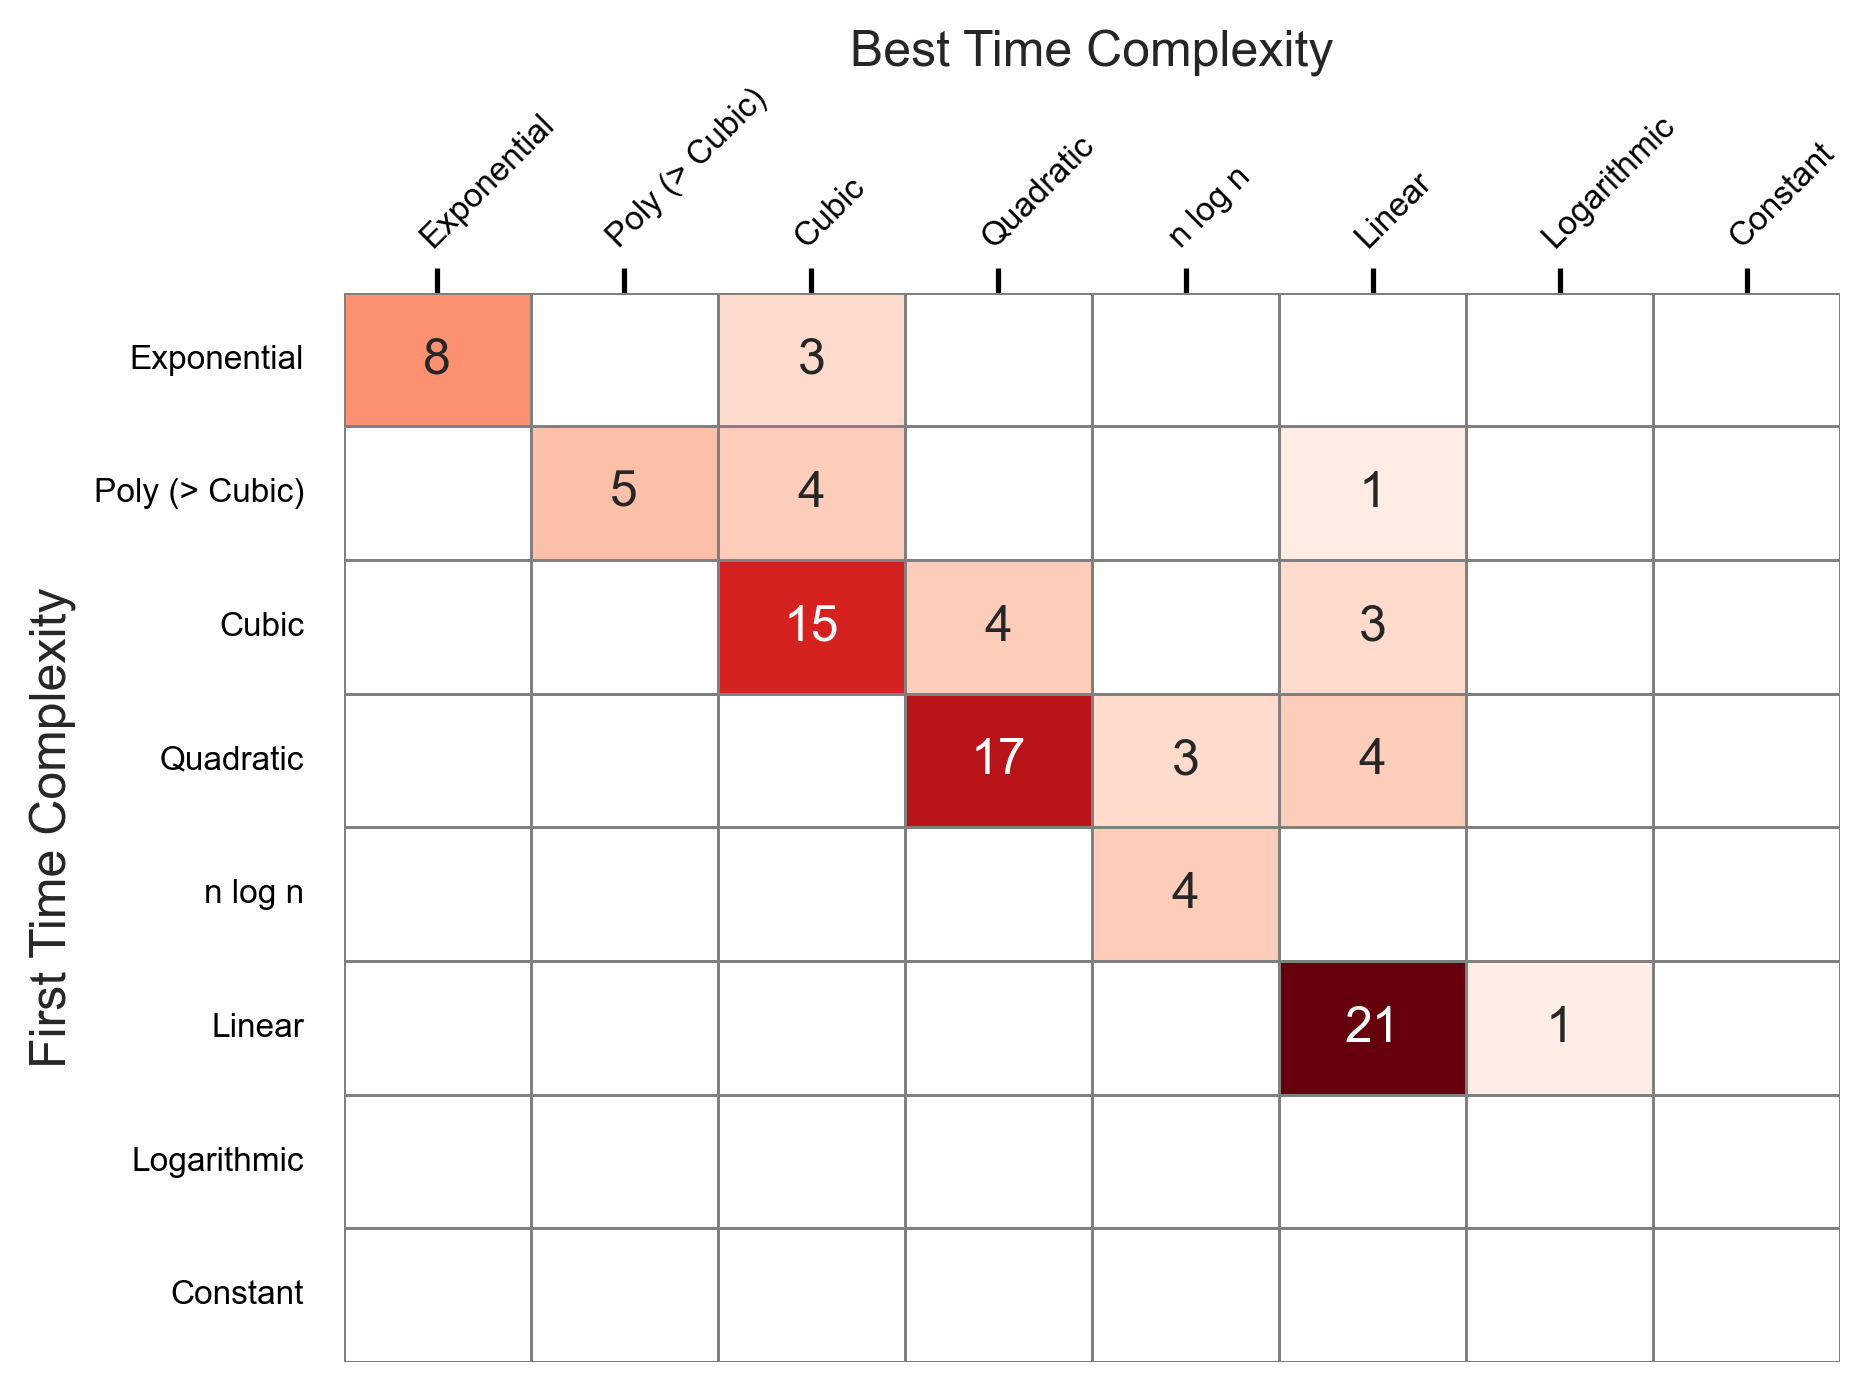 Best Time Complexity
Exponential
Poly (> Cubic)
Cubic
Quadratic
n log n
Linear
Logarithmic
Constant
First Time Complexity
Exponential 8 3
Poly (> Cubic) 5 4 1
Cubic 15 4 3
Quadratic 17 3 4
n log n 4
Linear 21 1
Logarithmic
Constant